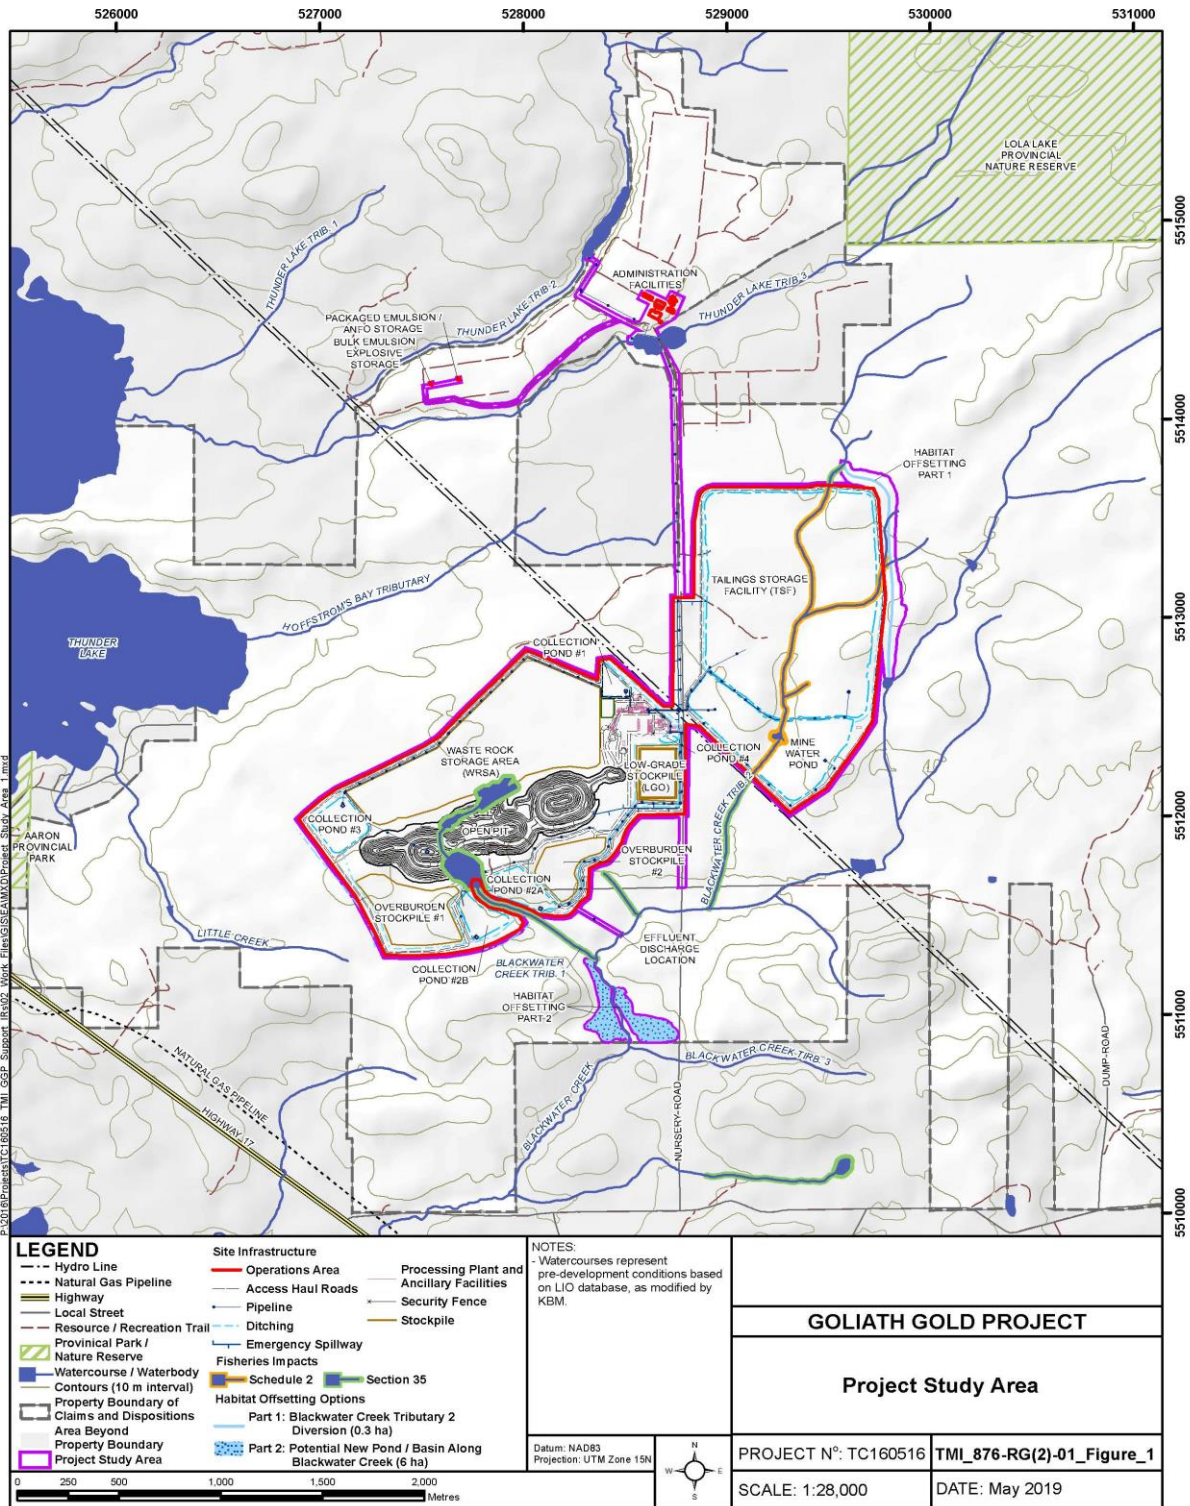 526000
527000
528000
529000
530000
531000
LOLA LAKE
PROVINCIAL
NATURE RESERVE
5515000
THUNDER LAKE TRIB. 1
ADMINISTRATION
FACILITIES
THUNDER LAKE TRIB. 3
THUNDER LAKE TRIB. 2
PACKAGED EMULSION /
ANFO STORAGE
BULK EMULSION
EXPLOSIVE
STORAGE
5514000
HABITAT
OFFSETTING
PART 1
TAILINGS STORAGE
FACILITY (TSF)
HOFFSTROM'S BAY TRIBUTARY
5513000
THUNDER
LAKE
COLLECTION
POND #1
WASTE ROCK
STORAGE AREA
(WRSA)
LOW-GRADE
STOCKPILE
(LGO)
COLLECTION
POND #4
MINE
WATER
POND
5512000
COLLECTION
POND #3
OPEN PIT
AARON
PROVINCIAL
PARK
OVERBURDEN
STOCKPILE
#2
BLACKWATER CREEK TRIB. 2
COLLECTION
POND #2A
OVERBURDEN
STOCKPILE #1
LITTLE CREEK
EFFLUENT
DISCHARGE
LOCATION
BLACKWATER
CREEK TRIB. 1
COLLECTION
POND #2B
HABITAT
OFFSETTING
PART 2
5511000
BLACKWATER CREEK TIRB. 3
NATURAL GAS PIPELINE
HIGHWAY 17
BLACKWATER CREEK
NURSERY ROAD
DUMP ROAD
5510000
LEGEND
Hydro Line
Natural Gas Pipeline
Highway
Local Street
Resource / Recreation Trail
Provinical Park /
Nature Reserve
Watercourse / Waterbody
Contours (10 m interval)
Property Boundary of
Claims and Dispositions
Area Beyond
Property Boundary
Project Study Area
Site Infrastructure
Operations Area
Access Haul Roads
Pipeline
Ditching
Emergency Spillway
Processing Plant and
Ancillary Facilities
Security Fence
Stockpile
Fisheries Impacts
Schedule 2
Section 35
Habitat Offsetting Options
Part 1: Blackwater Creek Tributary 2
Diversion (0.3 ha)
Part 2: Potential New Pond / Basin Along
Blackwater Creek (6 ha)
0 250 500 1,000 1,500 2,000
Metres
NOTES:
- Watercourses represent
pre-development conditions based
on LIO database, as modified by
KBM.
Datum: NAD83
Projection: UTM Zone 15N
N
W E
S
GOLIATH GOLD PROJECT
Project Study Area
PROJECT Nº: TC160516
TMI_876-RG(2)-01_Figure_1
SCALE: 1:28,000
DATE: May 2019